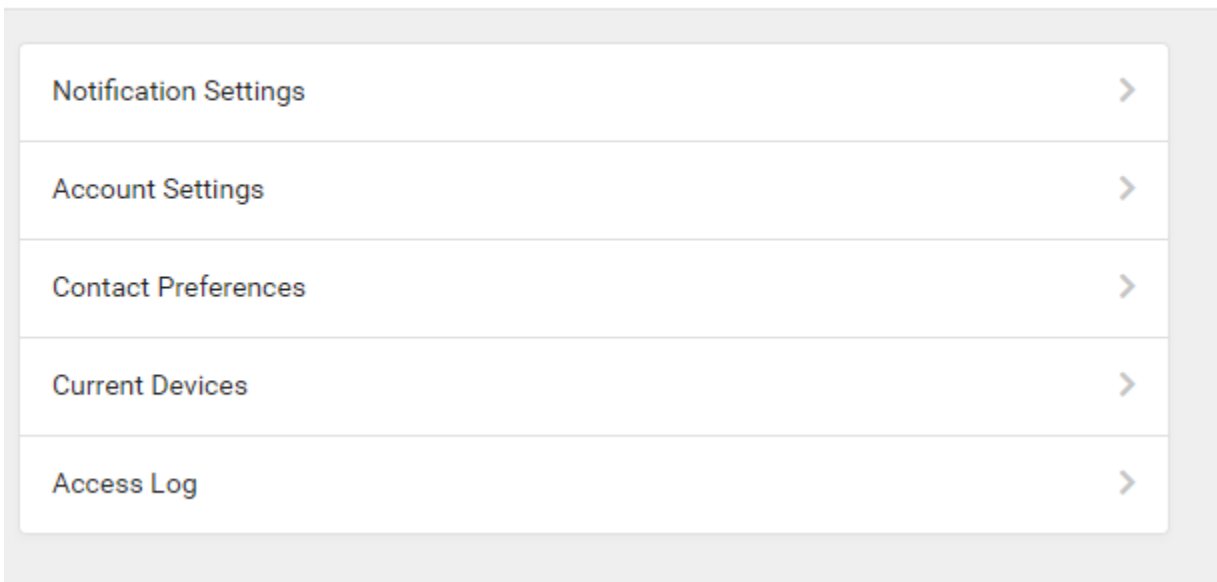 Notification Settings
Account Settings
Contact Preferences
Current Devices
Access Log